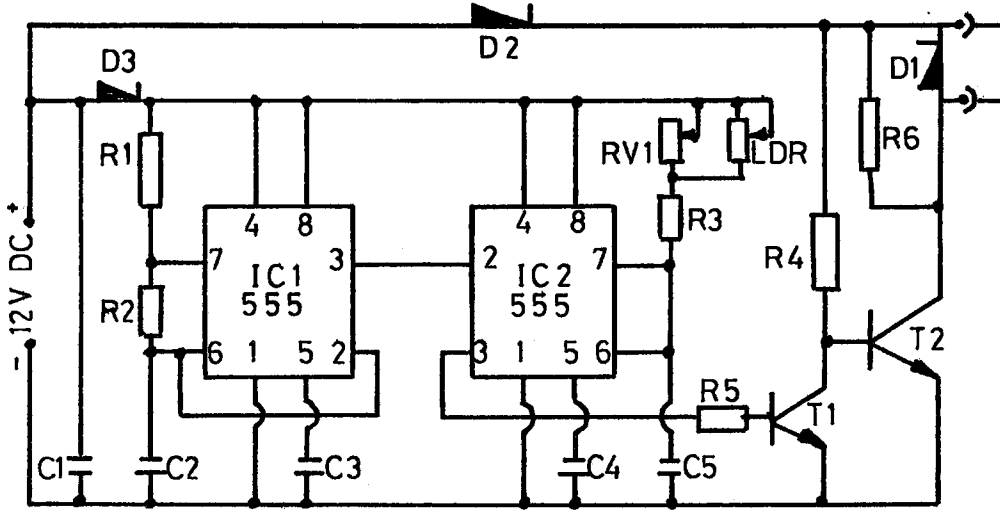 D2
D3
D1
R1
RV1
LDR
R6
4
8
4
8
R3
7
3
2
7
R4
IC1
IC2
555
555
R2
+
12V DC
-
6
1
5
2
3
1
5
6
T2
R5
T1
C1
C2
C3
C4
C5